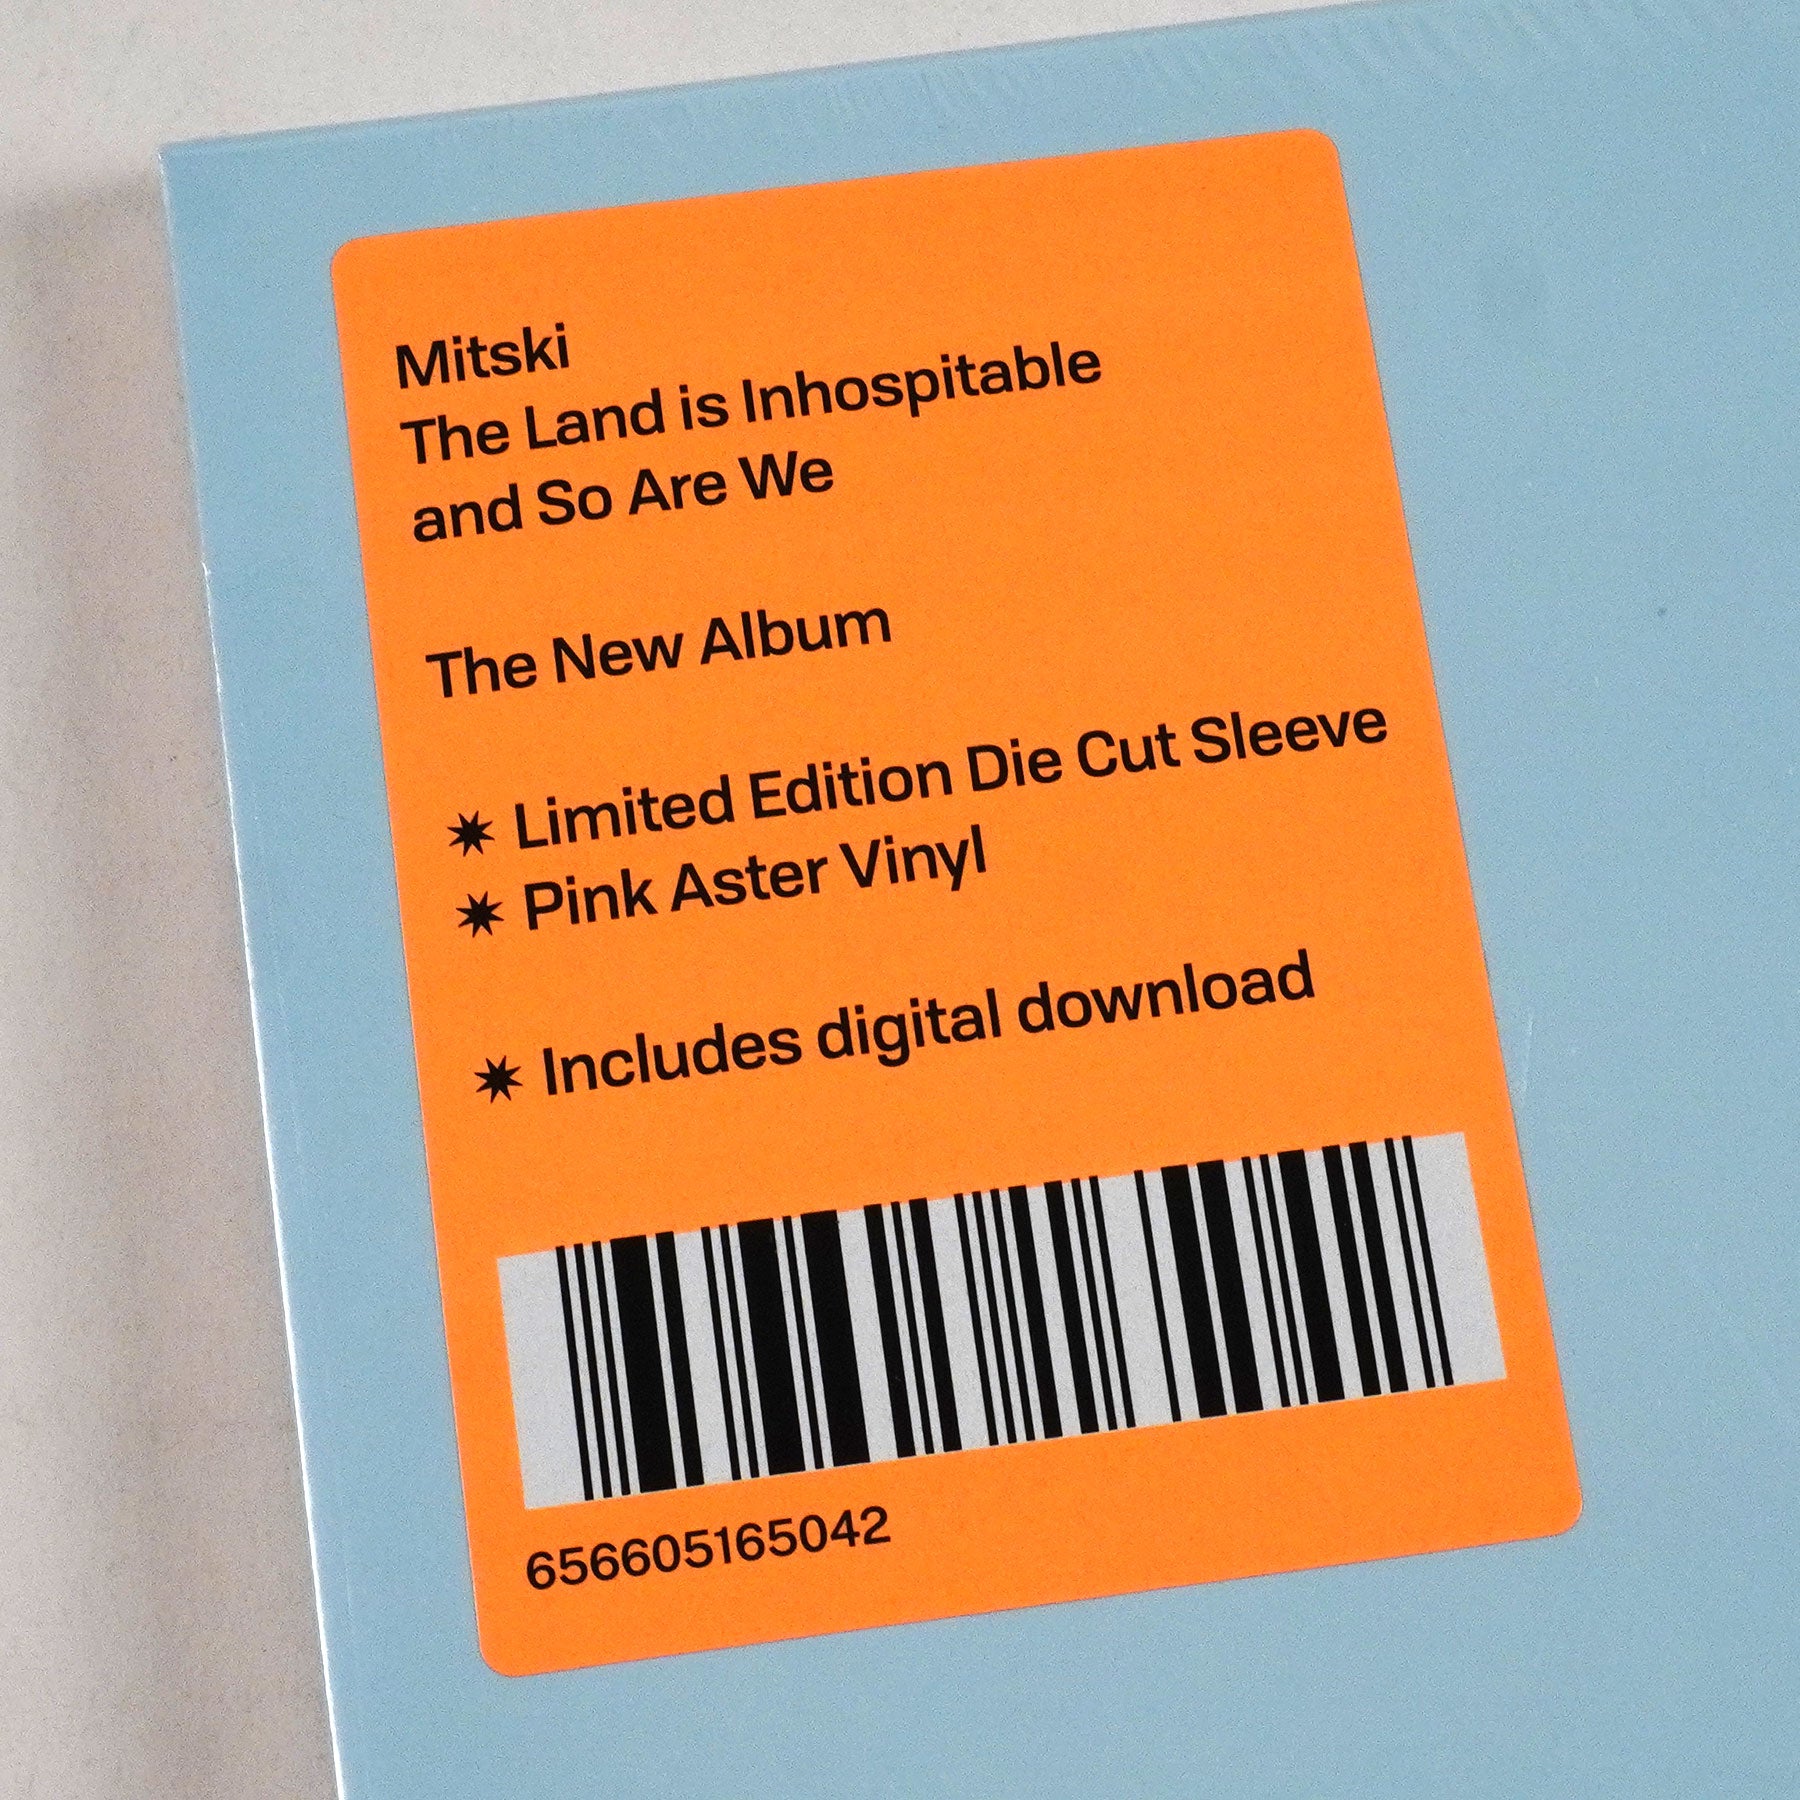 Mitski
The Land is Inhospitable
and So Are We
The New Album
✷ Limited Edition Die Cut Sleeve
✷ Pink Aster Vinyl
✷ Includes digital download
656605165042